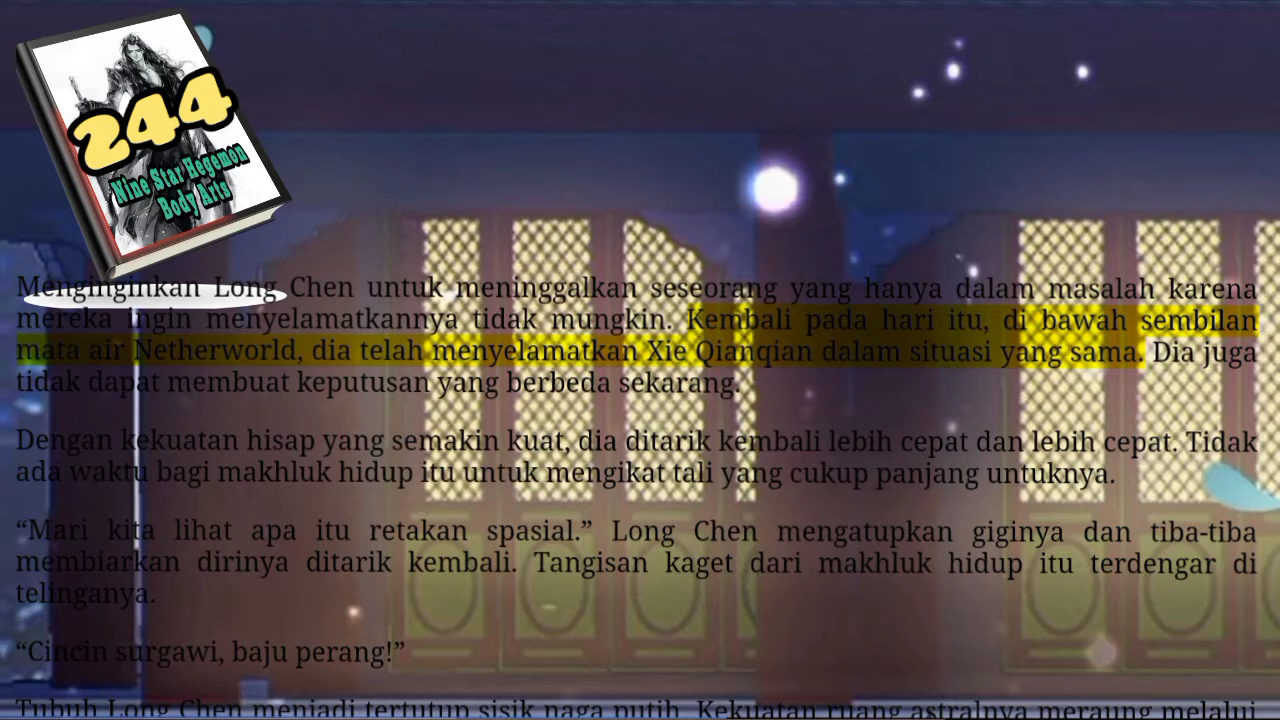 244
Nine Star Hegemon
Body Arts
Menginginkan Long Chen untuk meninggalkan seseorang yang hanya dalam masalah karena
mereka ingin menyelamatkannya tidak mungkin. Kembali pada hari itu, di bawah sembilan
mata air Netherworld, dia telah menyelamatkan Xie Qianqian dalam situasi yang sama. Dia juga
tidak dapat membuat keputusan yang berbeda sekarang.
Dengan kekuatan hisap yang semakin kuat, dia ditarik kembali lebih cepat dan lebih cepat. Tidak
ada waktu bagi makhluk hidup itu untuk mengikat tali yang cukup panjang untuknya.
“Mari kita lihat apa itu retakan spasial.” Long Chen mengatupkan giginya dan tiba-tiba
membiarkan dirinya ditarik kembali. Tangisan kaget dari makhluk hidup itu terdengar di
telinganya.
“Cincin surgawi, baju perang!”
Tubuh Long Chen menjadi tertutup sisik naga putih. Kekuatan ruang astralnya meraung melalui